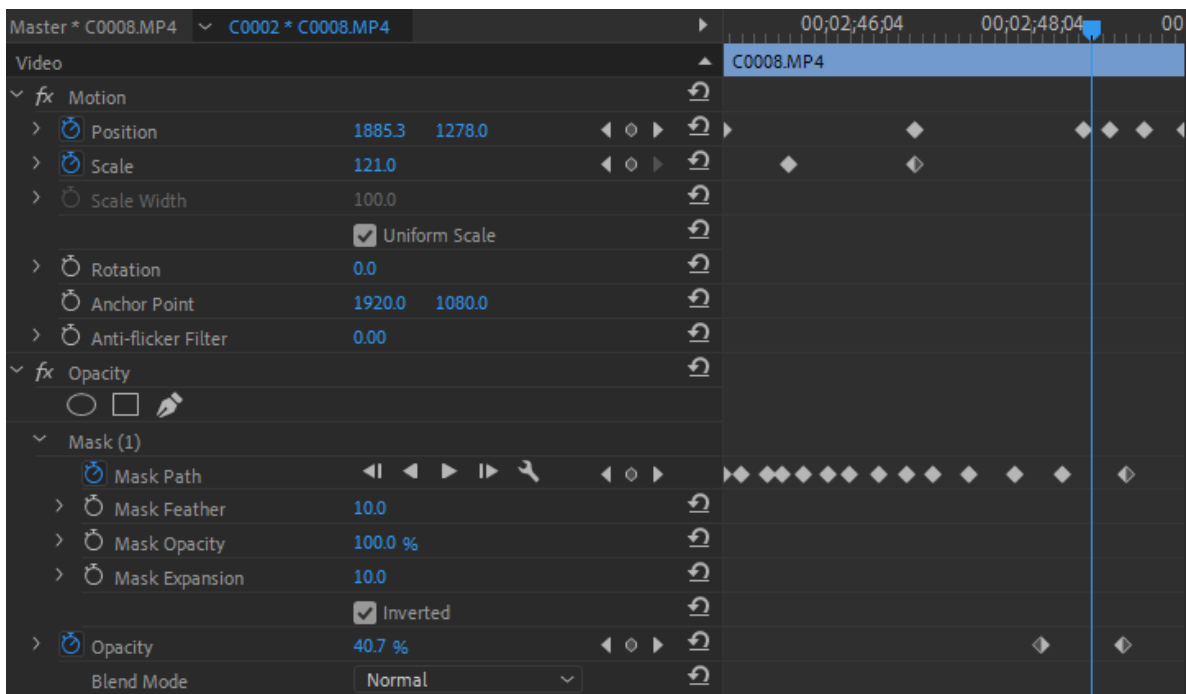 Master * C0008.MP4 C0002 * C0008.MP4 00;02;46;04 00;02;48;04 00
Video C0008.MP4
fx Motion
Position 1885.3 1278.0
Scale 121.0
Scale Width 100.0
Uniform Scale
Rotation 0.0
Anchor Point 1920.0 1080.0
Anti-flicker Filter 0.00
fx Opacity
Mask (1)
Mask Path
Mask Feather 10.0
Mask Opacity 100.0 %
Mask Expansion 10.0
Inverted
Opacity 40.7 %
Blend Mode Normal